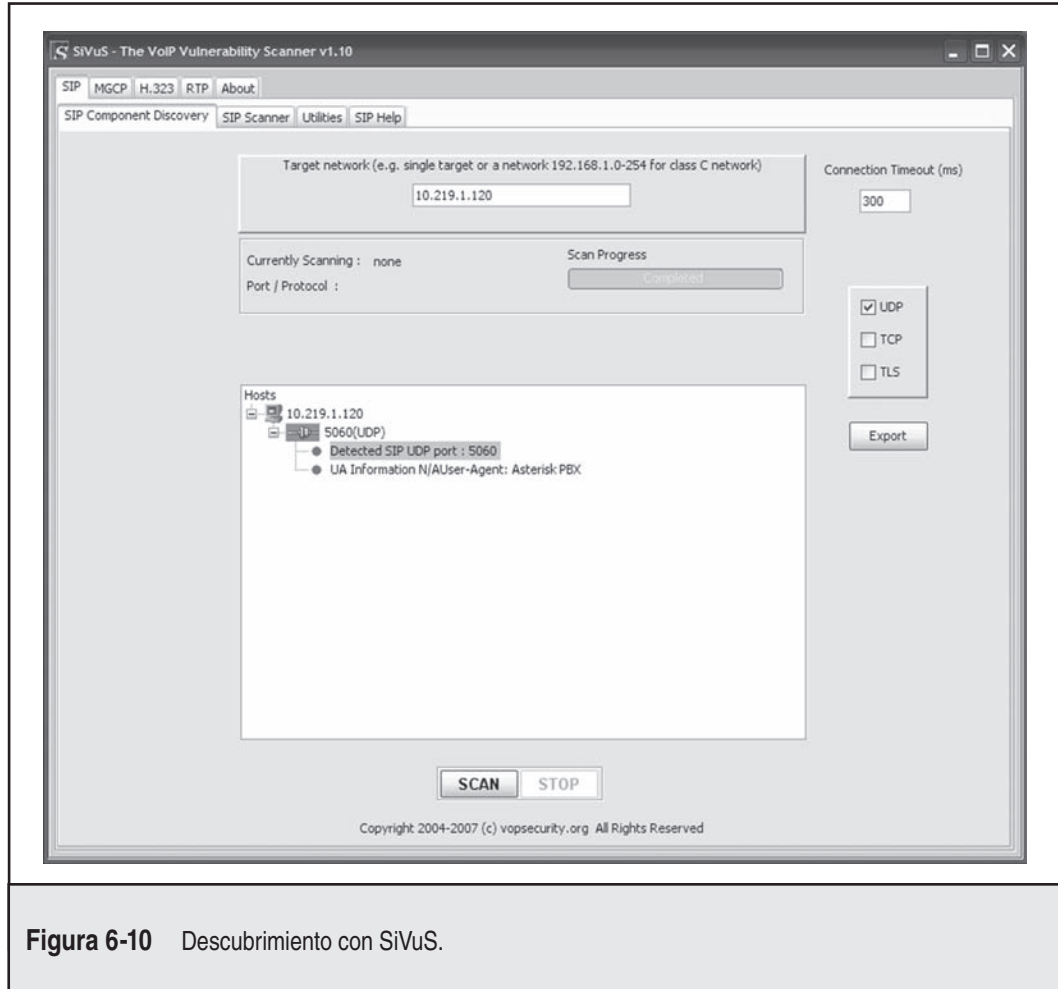 SiVuS - The VoIP Vulnerability Scanner v1.10
SIP MGCP H.323 RTP About
SIP Component Discovery SIP Scanner Utilities SIP Help
Target network (e.g. single target or a network 192.168.1.0-254 for class C network)
10.219.1.120
Connection Timeout (ms)
300
Currently Scanning : none
Port / Protocol :
Scan Progress
Completed
UDP
TCP
TLS
Export
Hosts
10.219.1.120
5060(UDP)
Detected SIP UDP port : 5060
UA Information N/AUser-Agent: Asterisk PBX
SCAN STOP
Copyright 2004-2007 (c) vopsecurity.org All Rights Reserved
Figura 6-10 Descubrimiento con SiVuS.